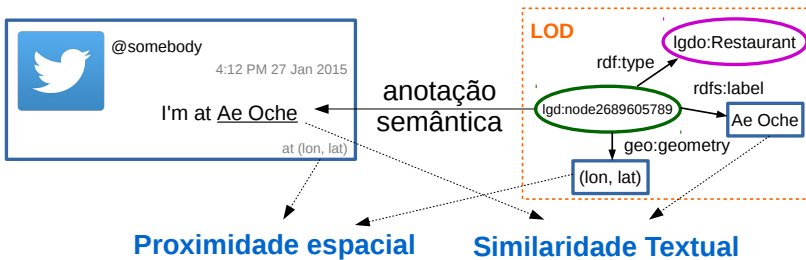 @somebody
4:12 PM 27 Jan 2015
I'm at Ae Oche
at (lon, lat)
anotação
semântica
LOD
lgdo:Restaurant
rdf:type
rdfs:label
lgd:node2689605789
Ae Oche
geo:geometry
(lon, lat)
Proximidade espacial
Similaridade Textual